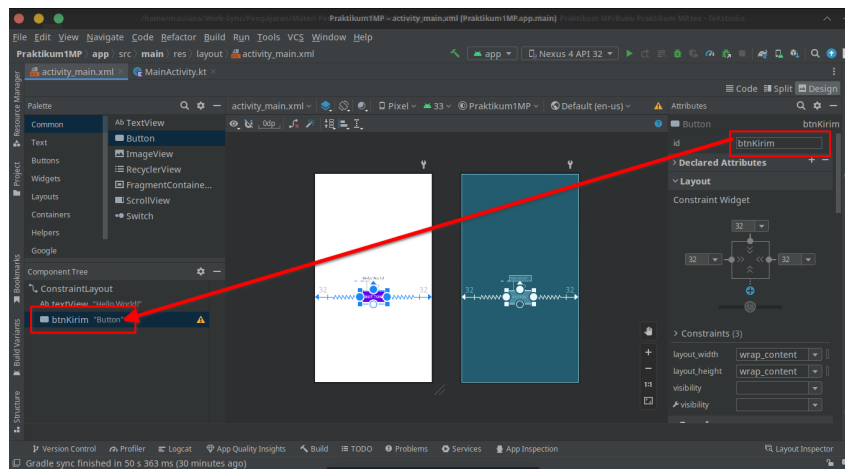 Praktikum1MP – activity_main.xml [Praktikum1MP.app.main]
File Edit View Navigate Code Refactor Build Run Tools VCS Window Help
Praktikum1MP app src main res layout activity_main.xml app Nexus 4 API 32
activity_main.xml MainActivity.kt
Code Split Design
Palette activity_main.xml Pixel 33 Praktikum1MP Default (en-us) Attributes
Common Ab TextView 0dp Button btnKirim
Text Button id btnKirim
Buttons ImageView Declared Attributes
Widgets RecyclerView Layout
Layouts FragmentContaine... Constraint Widget
Containers ScrollView
Helpers Switch
Google
32
32 32
Component Tree
ConstraintLayout
Ab textView "Hello World!"
btnKirim "Button"
Hello World!
32 BUTTON 32
32 32
Constraints (3)
layout_width wrap_content
layout_height wrap_content
visibility
visibility
1:1
Resource Manager
Project
Bookmarks
Build Variants
Structure
Version Control Profiler Logcat App Quality Insights Build TODO Problems Services App Inspection Layout Inspector
Gradle sync finished in 50 s 363 ms (30 minutes ago)